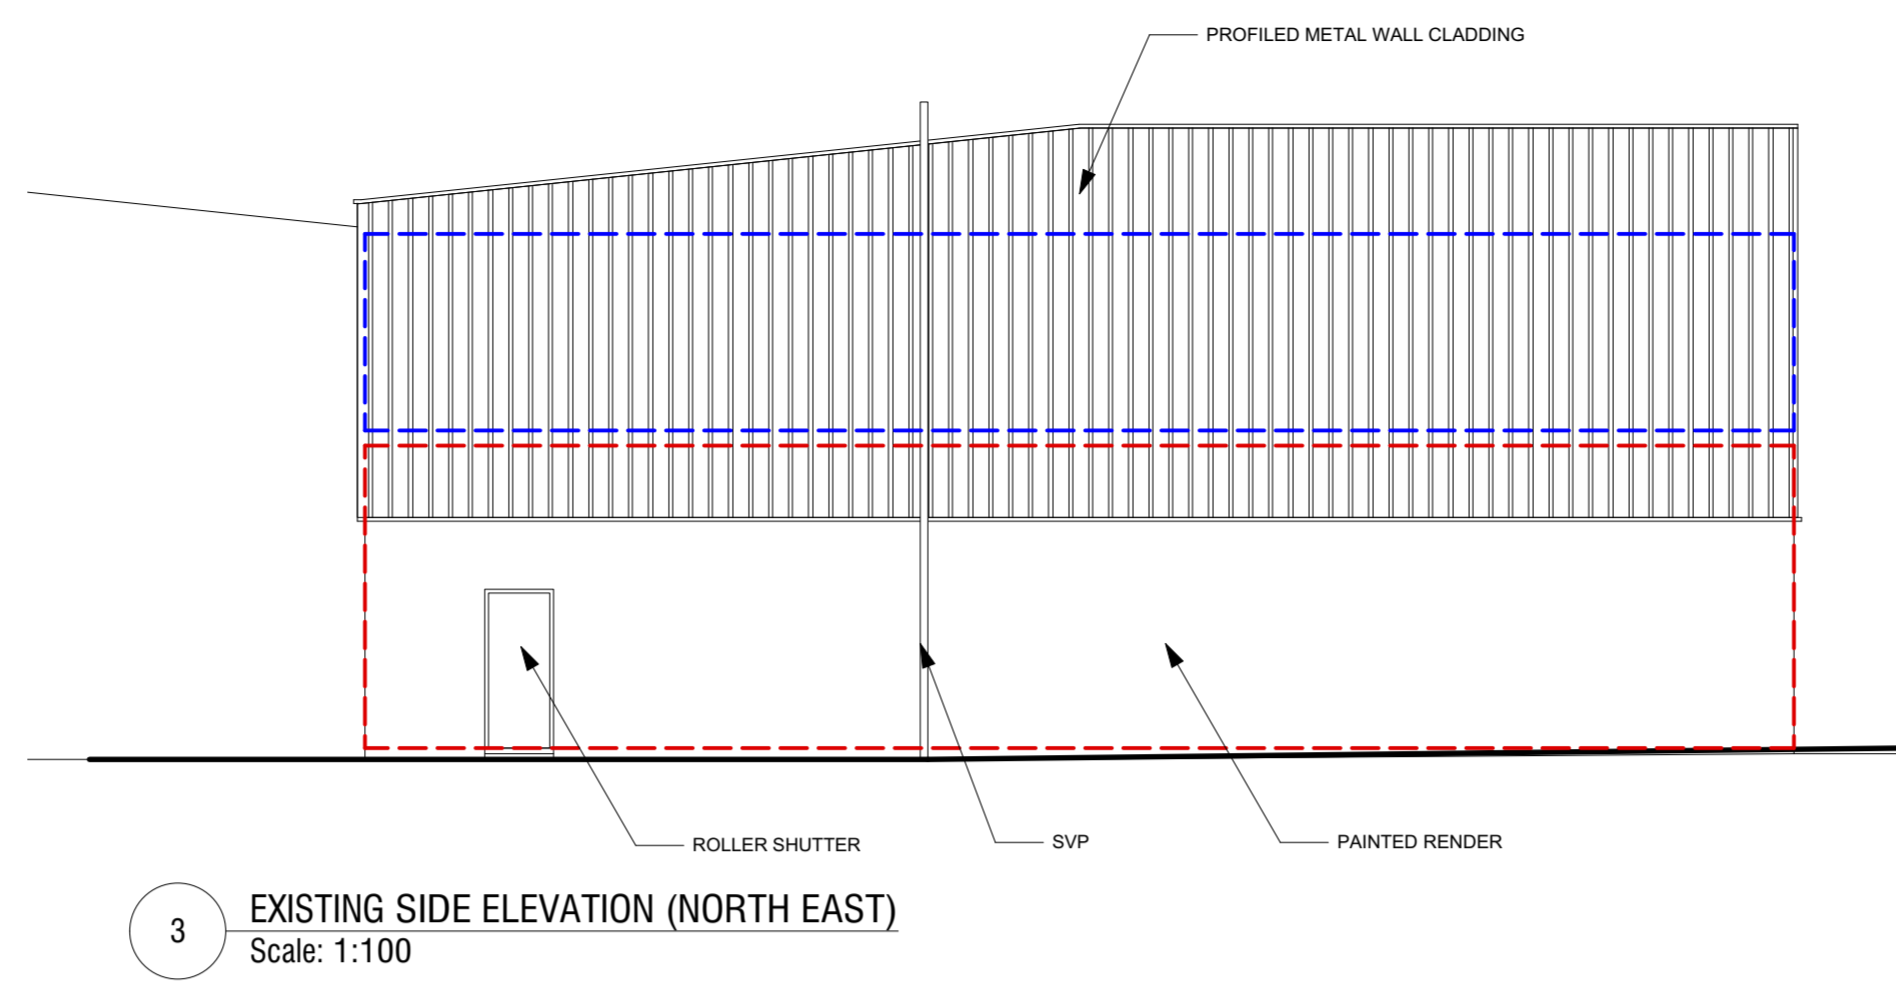 PROFILED METAL WALL CLADDING
ROLLER SHUTTER
SVP
PAINTED RENDER
3
EXISTING SIDE ELEVATION (NORTH EAST)
Scale: 1:100